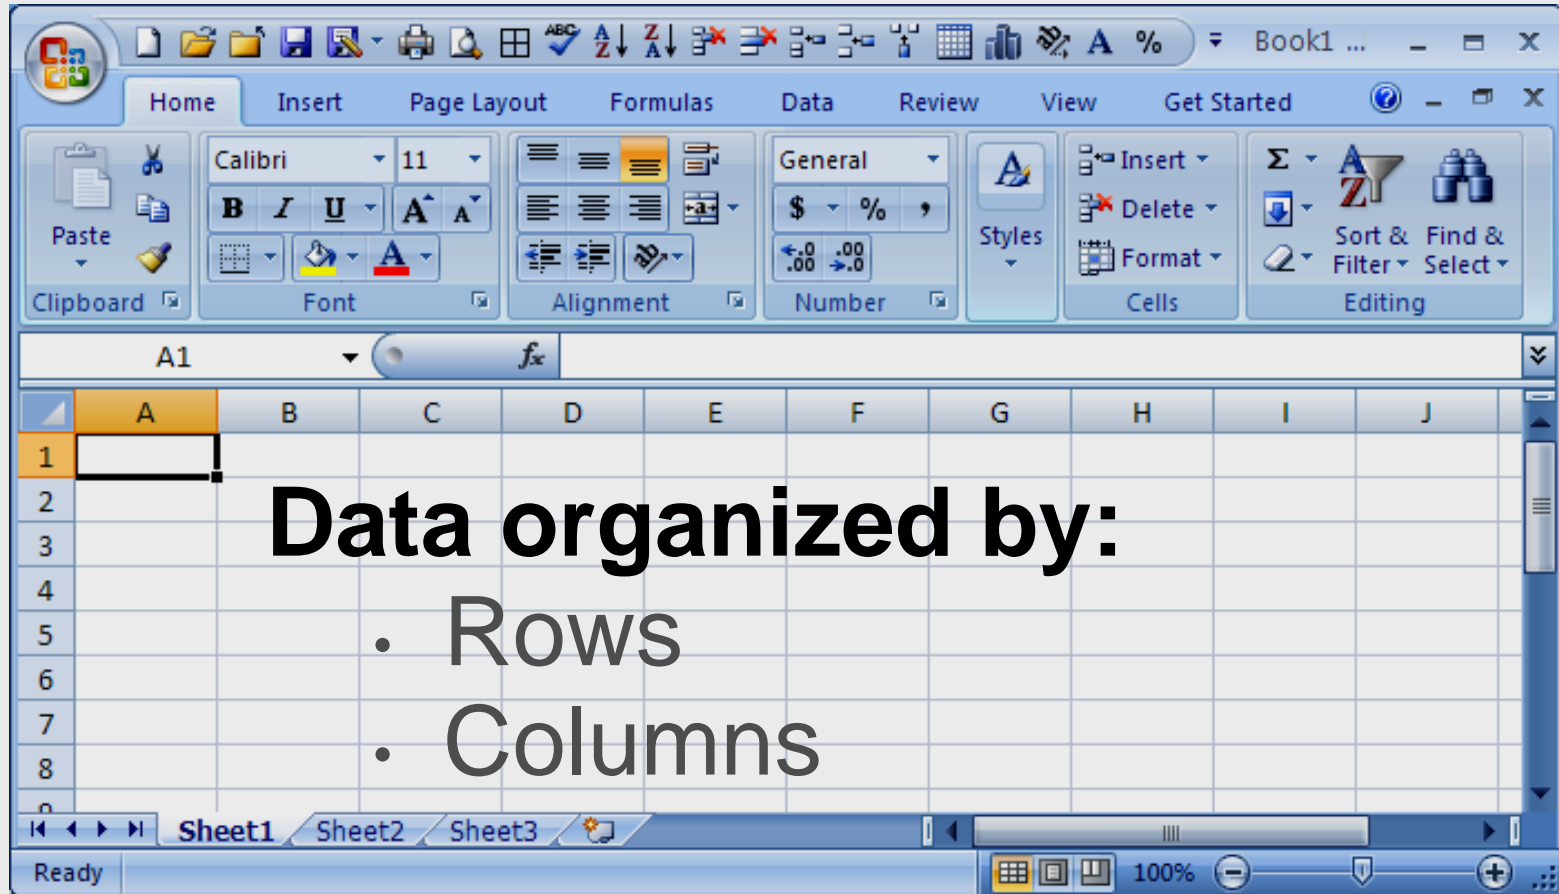 Book1 ...
Home Insert Page Layout Formulas Data Review View Get Started
Calibri 11 General Insert
B I U A A $ % , Delete
Paste Styles Sort & Find &
A Format Filter Select
Clipboard Font Alignment Number Cells Editing
A1 fx
A B C D E F G H I J
1
2
3
4
5
6
7
8
9
Data organized by:
• Rows
• Columns
Sheet1 Sheet2 Sheet3
Ready 100%